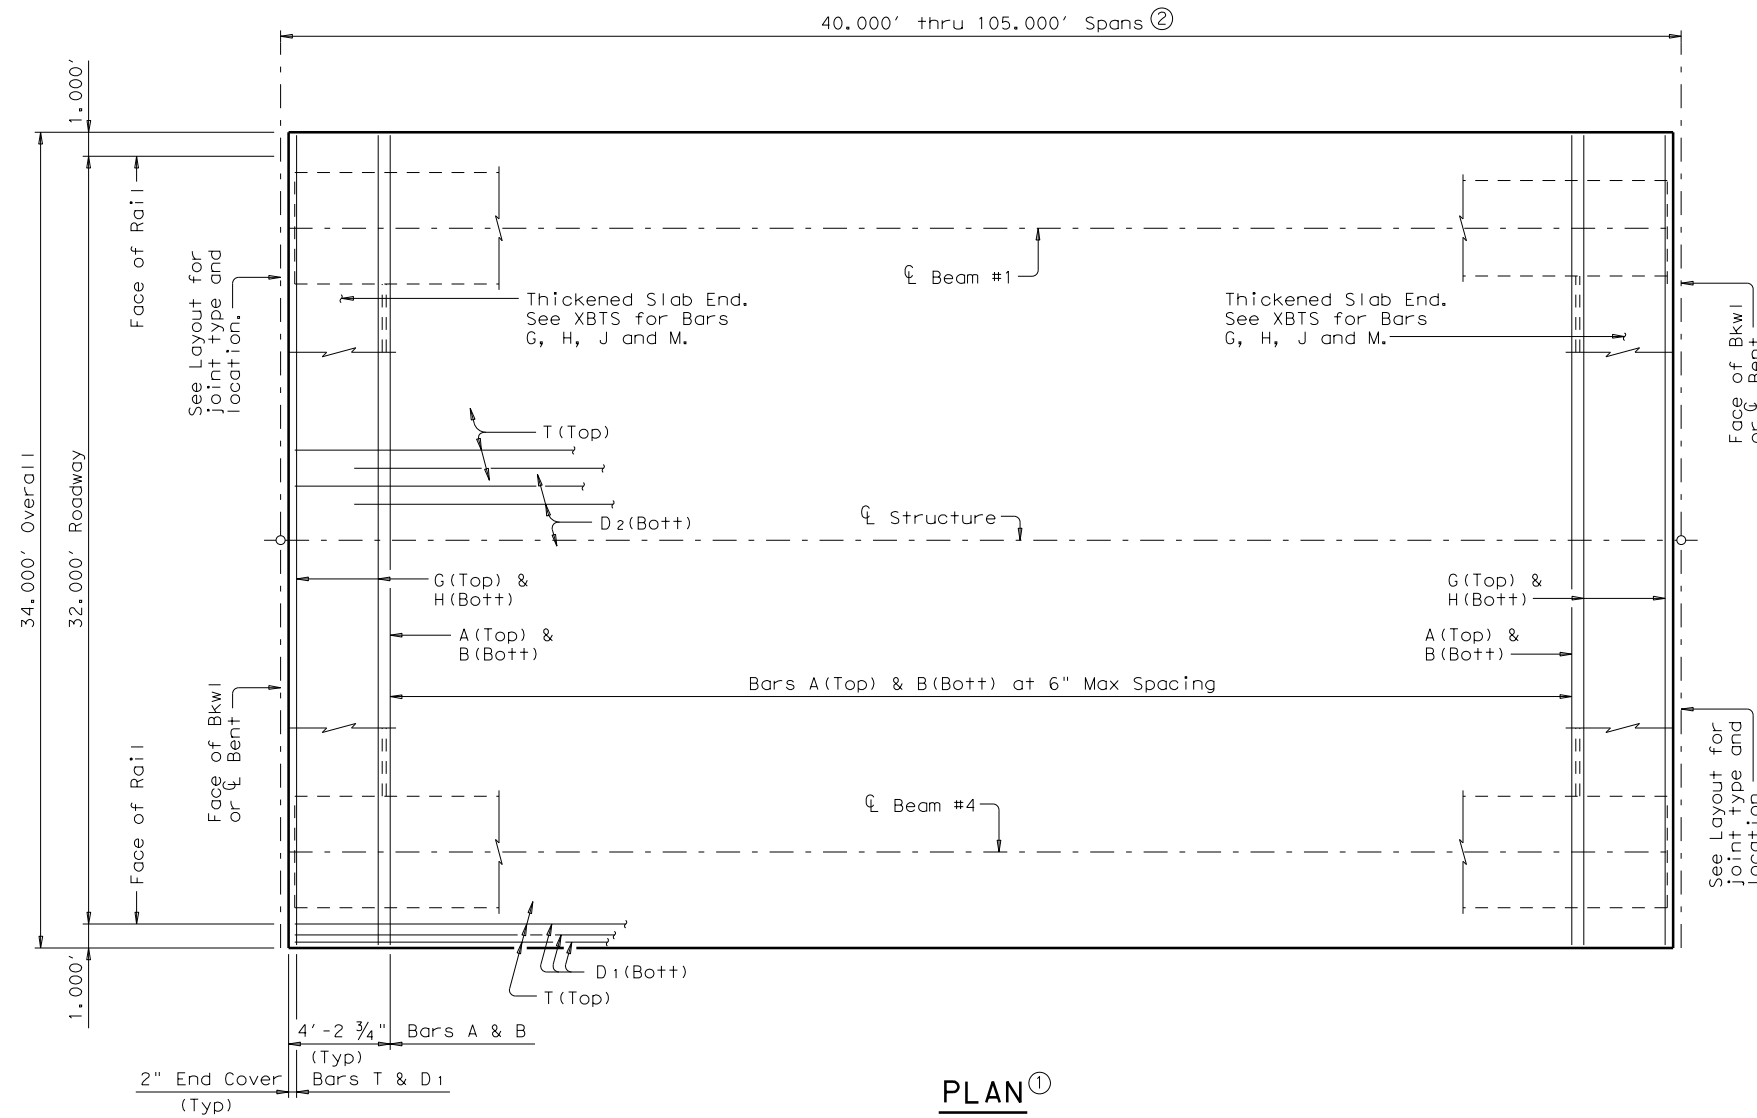 40.000' thru 105.000' Spans ②
1.000'
34.000' Overall
32.000' Roadway
1.000'
Face of Rail
Face of Rail
See Layout for
joint type and
location.
Face of Bkwl
or ℄ Bent
℄ Beam #1
Thickened Slab End.
See XBTS for Bars
G, H, J and M.
Thickened Slab End.
See XBTS for Bars
G, H, J and M.
Face of Bkwl
or ℄ Bent
T(Top)
D2(Bott)
℄ Structure
G(Top) &
H(Bott)
A(Top) &
B(Bott)
G(Top) &
H(Bott)
A(Top) &
B(Bott)
Bars A(Top) & B(Bott) at 6" Max Spacing
℄ Beam #4
See Layout for
joint type and
location.
D1(Bott)
T(Top)
4'-2 ¾" Bars A & B
(Typ)
2" End Cover Bars T & D1
(Typ)
PLAN ①